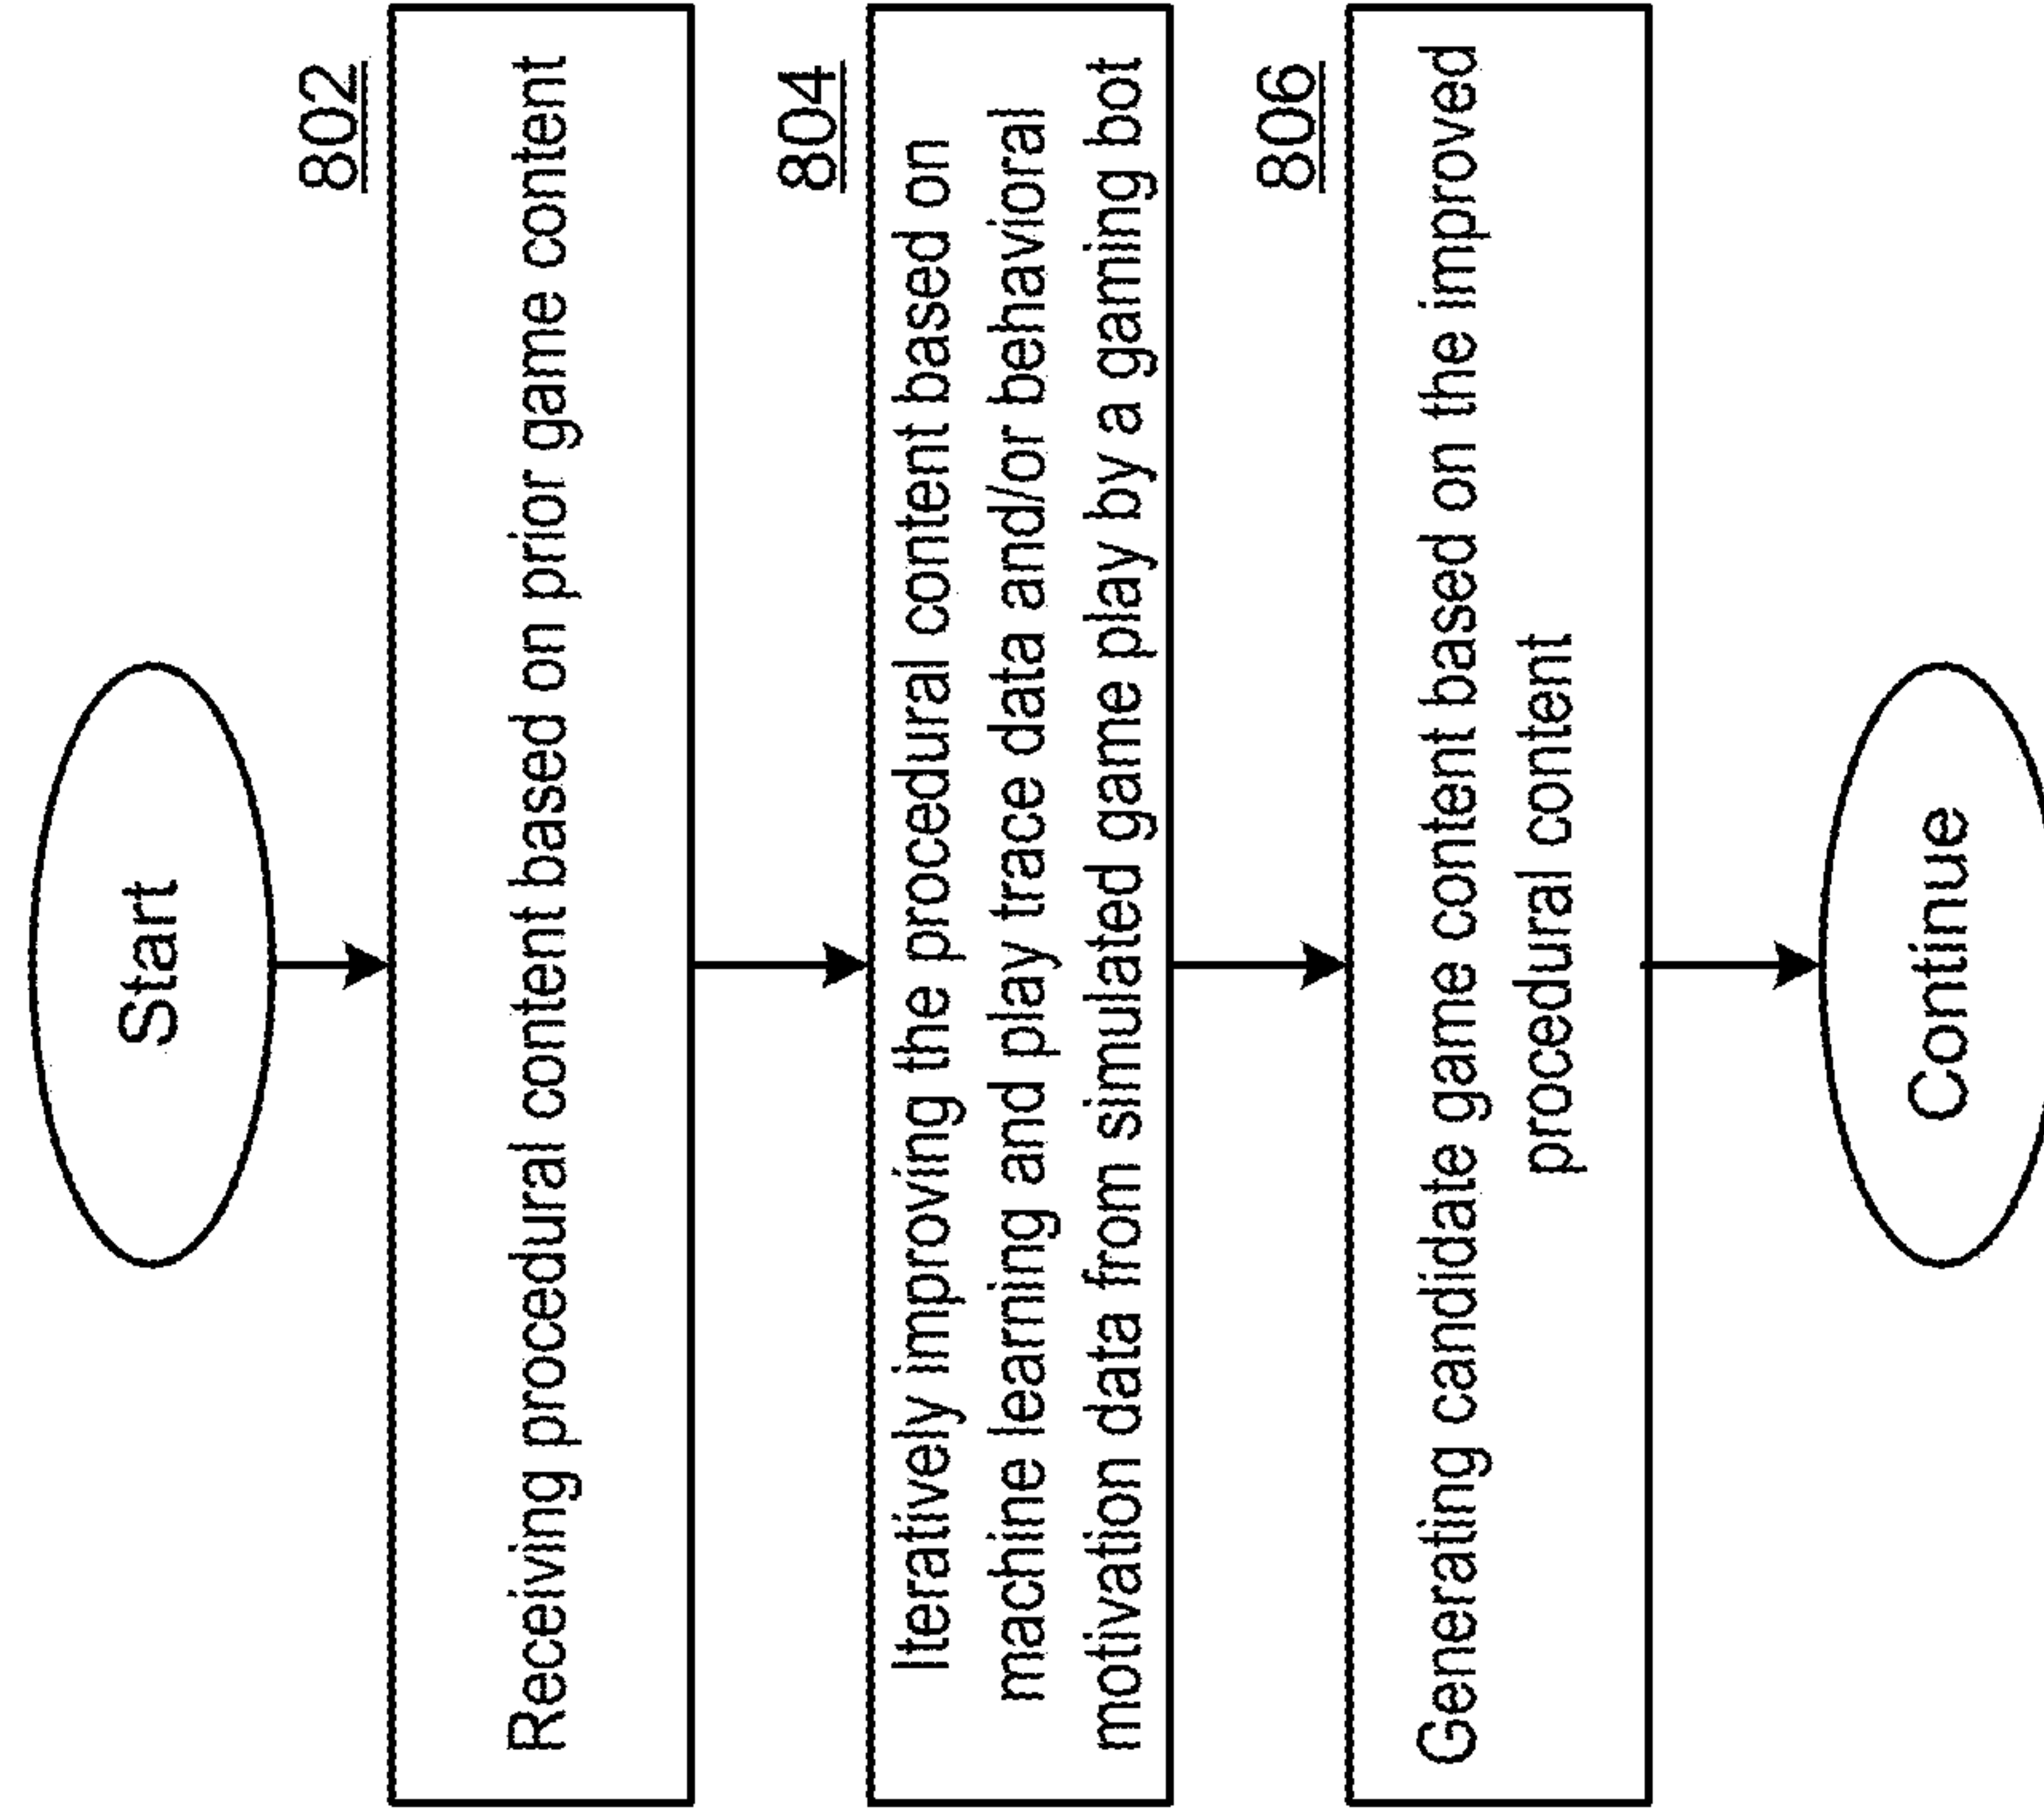 Start
802
Receiving procedural content based on prior game content
804
Iteratively improving the procedural content based on
machine learning and play trace data and/or behavioral
motivation data from simulated game play by a gaming bot
806
Generating candidate game content based on the improved
procedural content
Continue